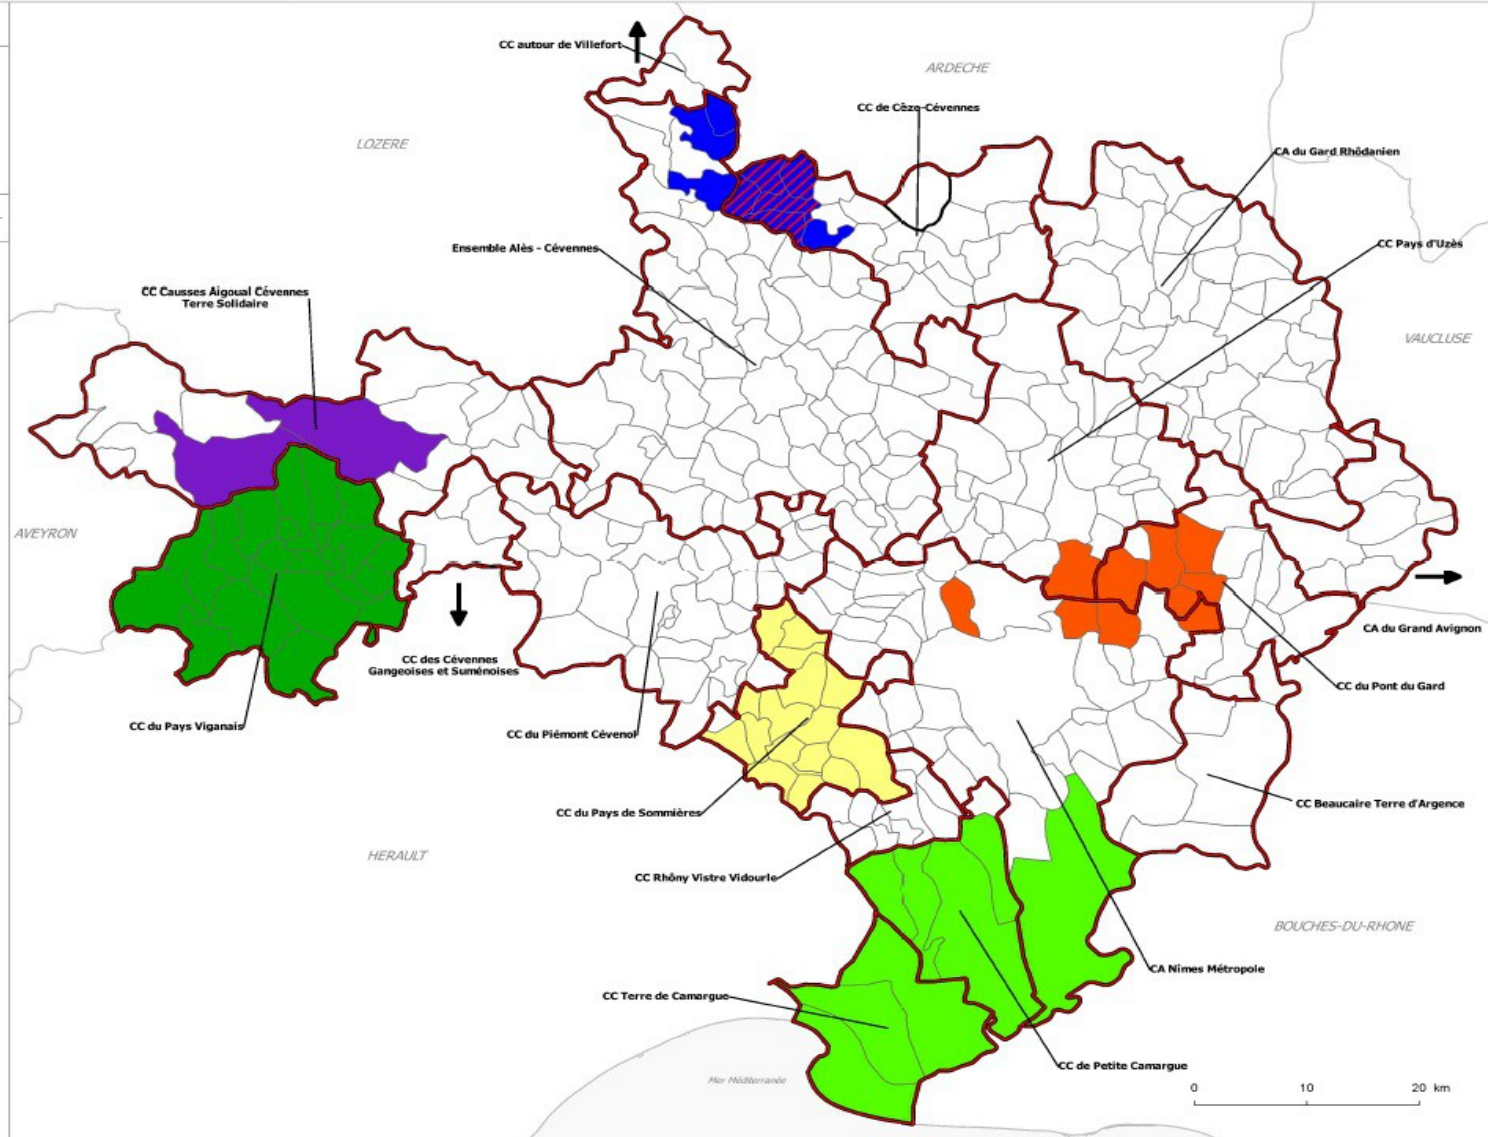 CC autour de Villefort
ARDECHE
CC de Cèze-Cévennes
LOZERE
CA du Gard Rhôdanien
Ensemble Alès - Cévennes
CC Pays d'Uzès
CC Causses Aigoual Cévennes
Terre Solidaire
VAUCLUSE
AVEYRON
CA du Grand Avignon
CC des Cévennes
Gangeoises et Suménoises
CC du Pont du Gard
CC du Pays Viganais
CC du Piémont Cévenol
CC Beaucaire Terre d'Argence
CC du Pays de Sommières
HERAULT
CC Rhôny Vistre Vidourle
BOUCHES-DU-RHONE
CA Nîmes Métropole
CC Terre de Camargue
CC de Petite Camargue
Mer Méditerranée
0 10 20 km